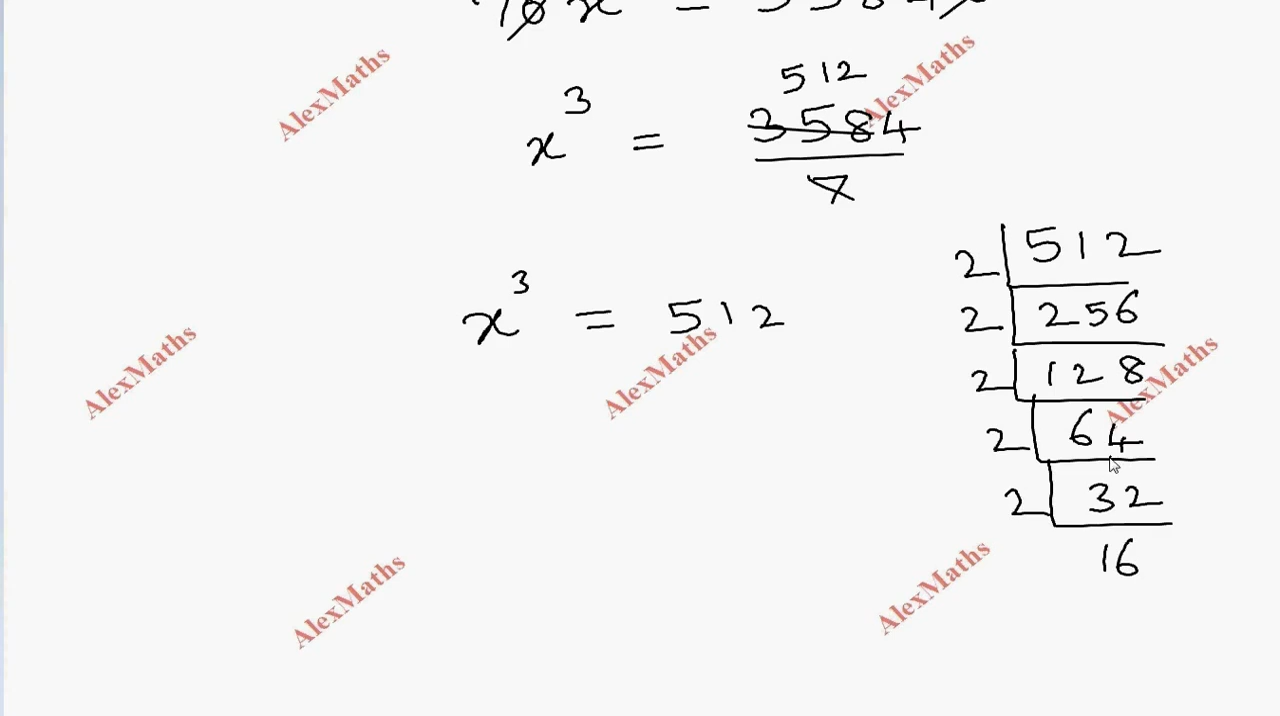 AlexMaths
AlexMaths
512
x³ = 3584
7
2 | 512
x³ = 512
2 | 256
AlexMaths
AlexMaths
AlexMaths
2 | 128
2 | 64
2 | 32
16
AlexMaths
AlexMaths